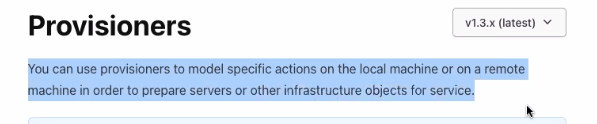 Provisioners
v1.3.x (latest)
You can use provisioners to model specific actions on the local machine or on a remote
machine in order to prepare servers or other infrastructure objects for service.